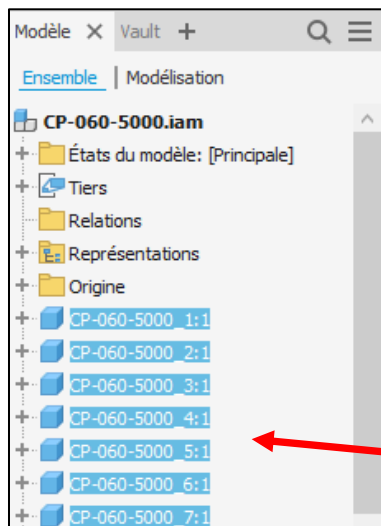 Modèle Vault
Ensemble | Modélisation
CP-060-5000.iam
États du modèle: [Principale]
Tiers
Relations
Représentations
Origine
CP-060-5000_1:1
CP-060-5000_2:1
CP-060-5000_3:1
CP-060-5000_4:1
CP-060-5000_5:1
CP-060-5000_6:1
CP-060-5000_7:1